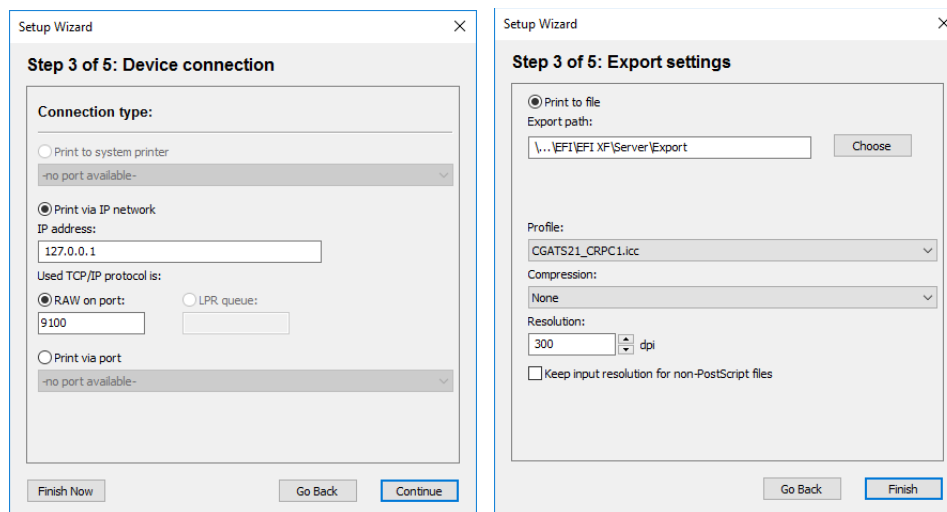 Setup Wizard
Step 3 of 5: Device connection
Connection type:
Print to system printer
-no port available-
Print via IP network
IP address:
127.0.0.1
Used TCP/IP protocol is:
RAW on port:
LPR queue:
9100
Print via port
-no port available-
Finish Now
Go Back
Continue
Setup Wizard
Step 3 of 5: Export settings
Print to file
Export path:
\...\EFI\EFI XF\Server\Export
Choose
Profile:
CGATS21_CRPC1.icc
Compression:
None
Resolution:
300
dpi
Keep input resolution for non-PostScript files
Go Back
Finish